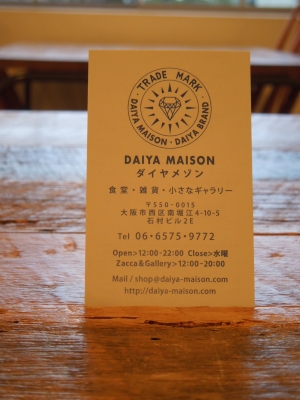 TRADE MARK
DAIYA MAISON · DAIYA BRAND
DAIYA MAISON
ダイヤメゾン
食堂・雑貨・小さなギャラリー
〒550-0015
大阪市西区南堀江4-10-5
石村ビル2E
Tel 06・6575・9772
Open>12:00-22:00 Close>水曜
Zacca&Gallery>12:00-20:00
Mail / shop@daiya-maison.com
http://daiya-maison.com